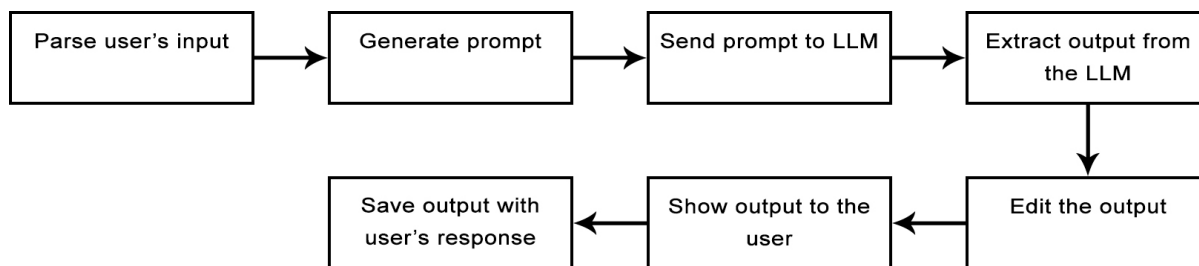 Parse user’s input
Generate prompt
Send prompt to LLM
Extract output from
the LLM
Edit the output
Show output to the
user
Save output with
user’s response